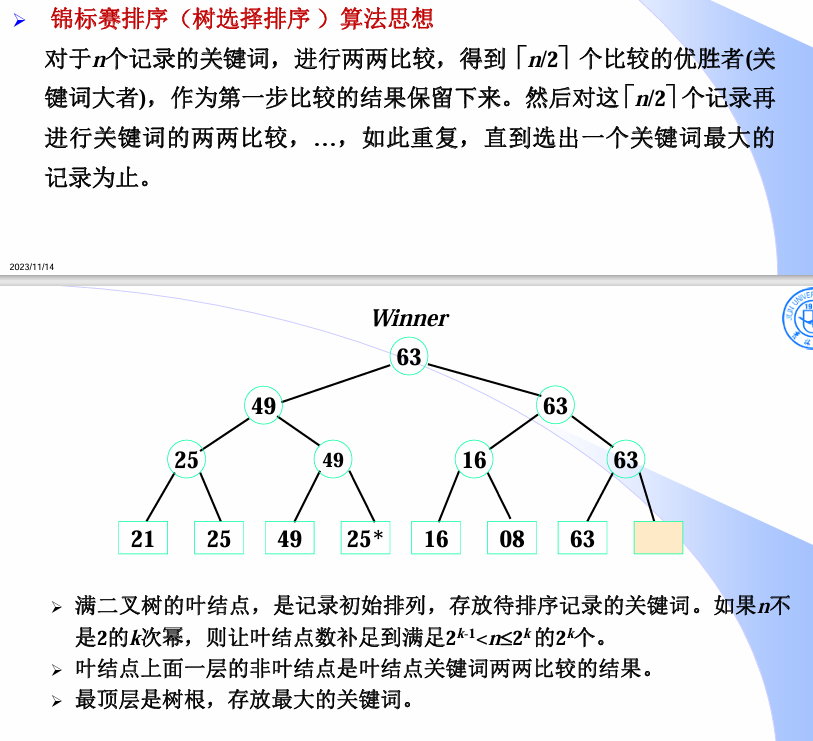 ➢ 锦标赛排序（树选择排序 ）算法思想
对于n个记录的关键词，进行两两比较，得到⌈n/2⌉ 个比较的优胜者(关
键词大者)，作为第一步比较的结果保留下来。然后对这⌈n/2⌉个记录再
进行关键词的两两比较，…，如此重复，直到选出一个关键词最大的
记录为止。
2023/11/14
Winner
63
49 63
25 49 16 63
21 25 49 25* 16 08 63
➢ 满二叉树的叶结点，是记录初始排列，存放待排序记录的关键词。如果n不
是2的k次幂，则让叶结点数补足到满足2ᵏ⁻¹<n≤2ᵏ 的2ᵏ个。
➢ 叶结点上面一层的非叶结点是叶结点关键词两两比较的结果。
➢ 最顶层是树根，存放最大的关键词。